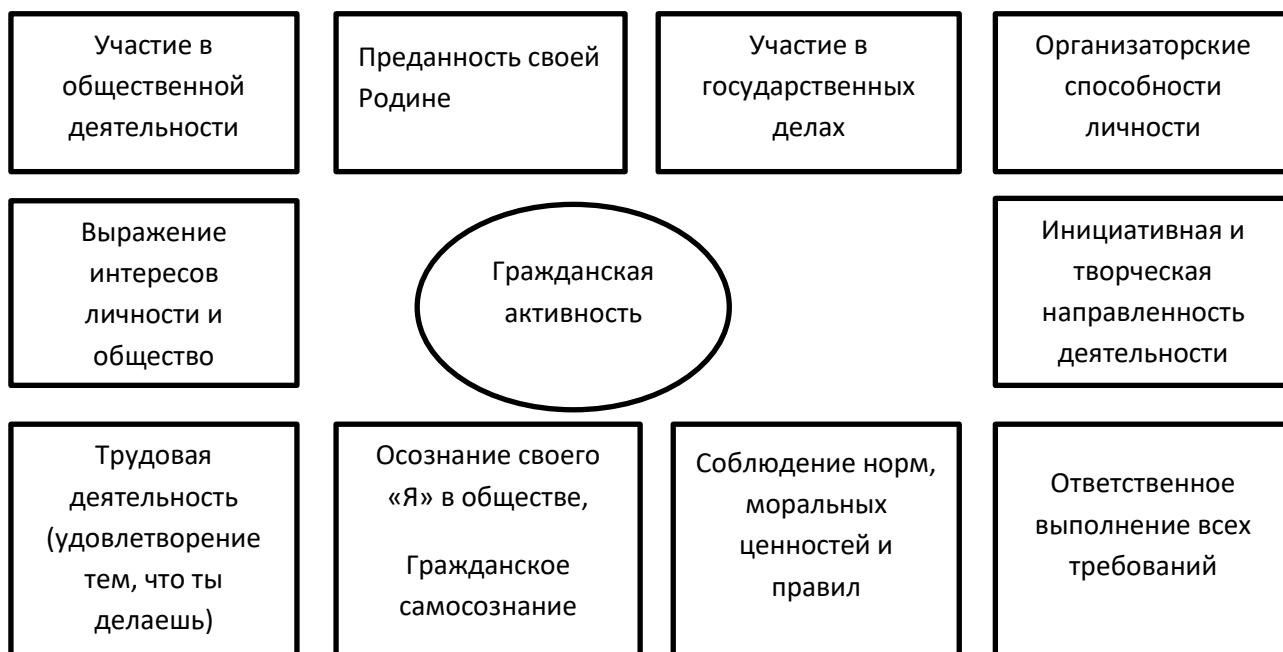 Участие в
общественной
деятельности
Преданность своей
Родине
Участие в
государственных
делах
Организаторские
способности
личности
Выражение
интересов
личности и
общество
Гражданская
активность
Инициативная и
творческая
направленность
деятельности
Трудовая
деятельность
(удовлетворение
тем, что ты
делаешь)
Осознание своего
«Я» в обществе,
Гражданское
самосознание
Соблюдение норм,
моральных
ценностей и
правил
Ответственное
выполнение всех
требований